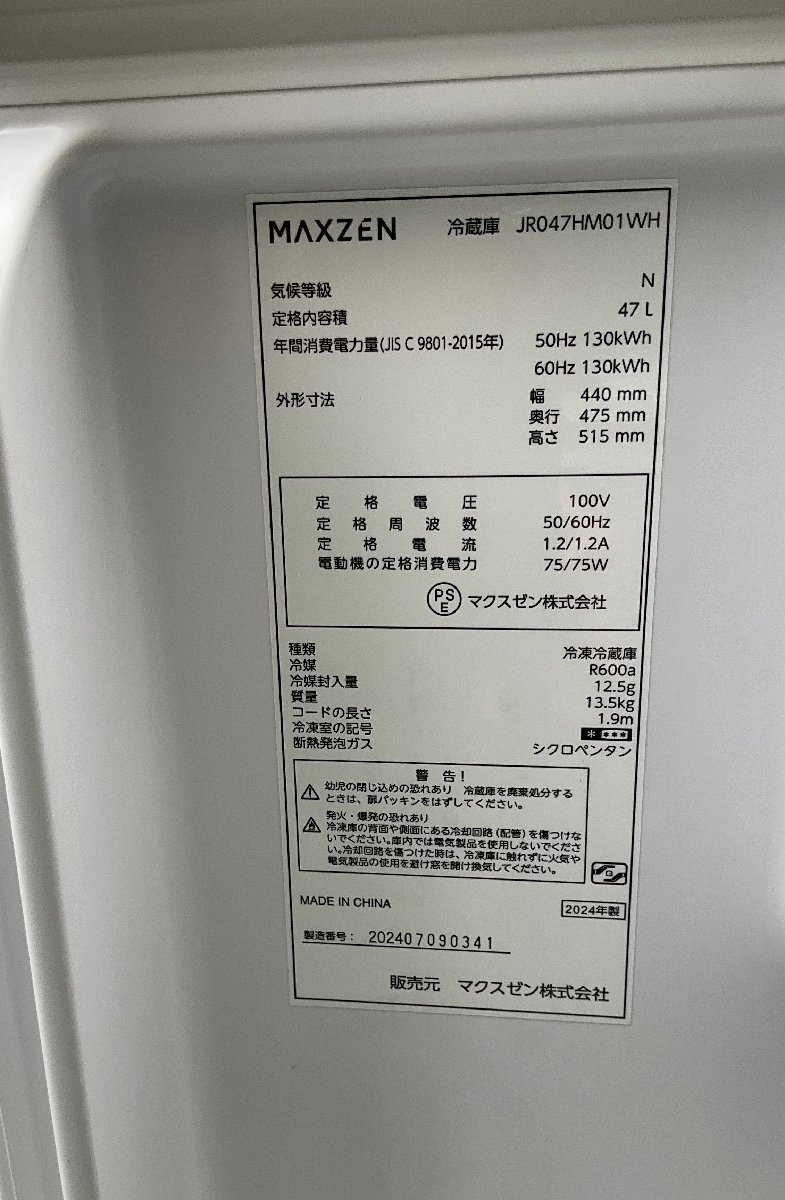 MAXZEN 冷蔵庫 JR047HM01WH
気候等級 N
定格内容積 47 L
年間消費電力量(JIS C 9801-2015年) 50Hz 130kWh
60Hz 130kWh
外形寸法 幅 440 mm
奥行 475 mm
高さ 515 mm
定格電圧 100V
定格周波数 50/60Hz
定格電流 1.2/1.2A
電動機の定格消費電力 75/75W
PSE マクスゼン株式会社
種類 冷凍冷蔵庫
冷媒 R600a
冷媒封入量 12.5g
質量 13.5kg
コードの長さ 1.9m
冷凍室の記号 * ***
断熱発泡ガス シクロペンタン
警 告!
幼児の閉じ込めの恐れあり 冷蔵庫を廃棄処分する
ときは、扉パッキンをはずしてください。
発火・爆発の恐れあり
冷凍庫の背面や側面にある冷却回路(配管)を傷つけな
いでください。庫内では電気製品を使用しないでくださ
い。冷却回路を傷つけた時は、冷凍庫に触れずに火気や
電気製品の使用を避け窓を開け換気してください。
G
MADE IN CHINA
2024年製
製造番号: 202407090341
販売元 マクスゼン株式会社